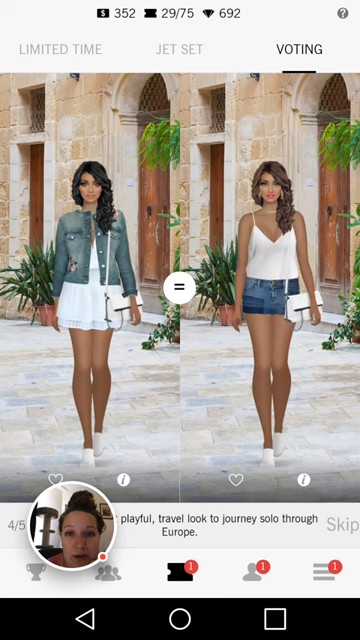 352 29/75 692 ?
LIMITED TIME JET SET VOTING
=
i i
4/5 playful, travel look to journey solo through Skip
Europe.
1 1 1